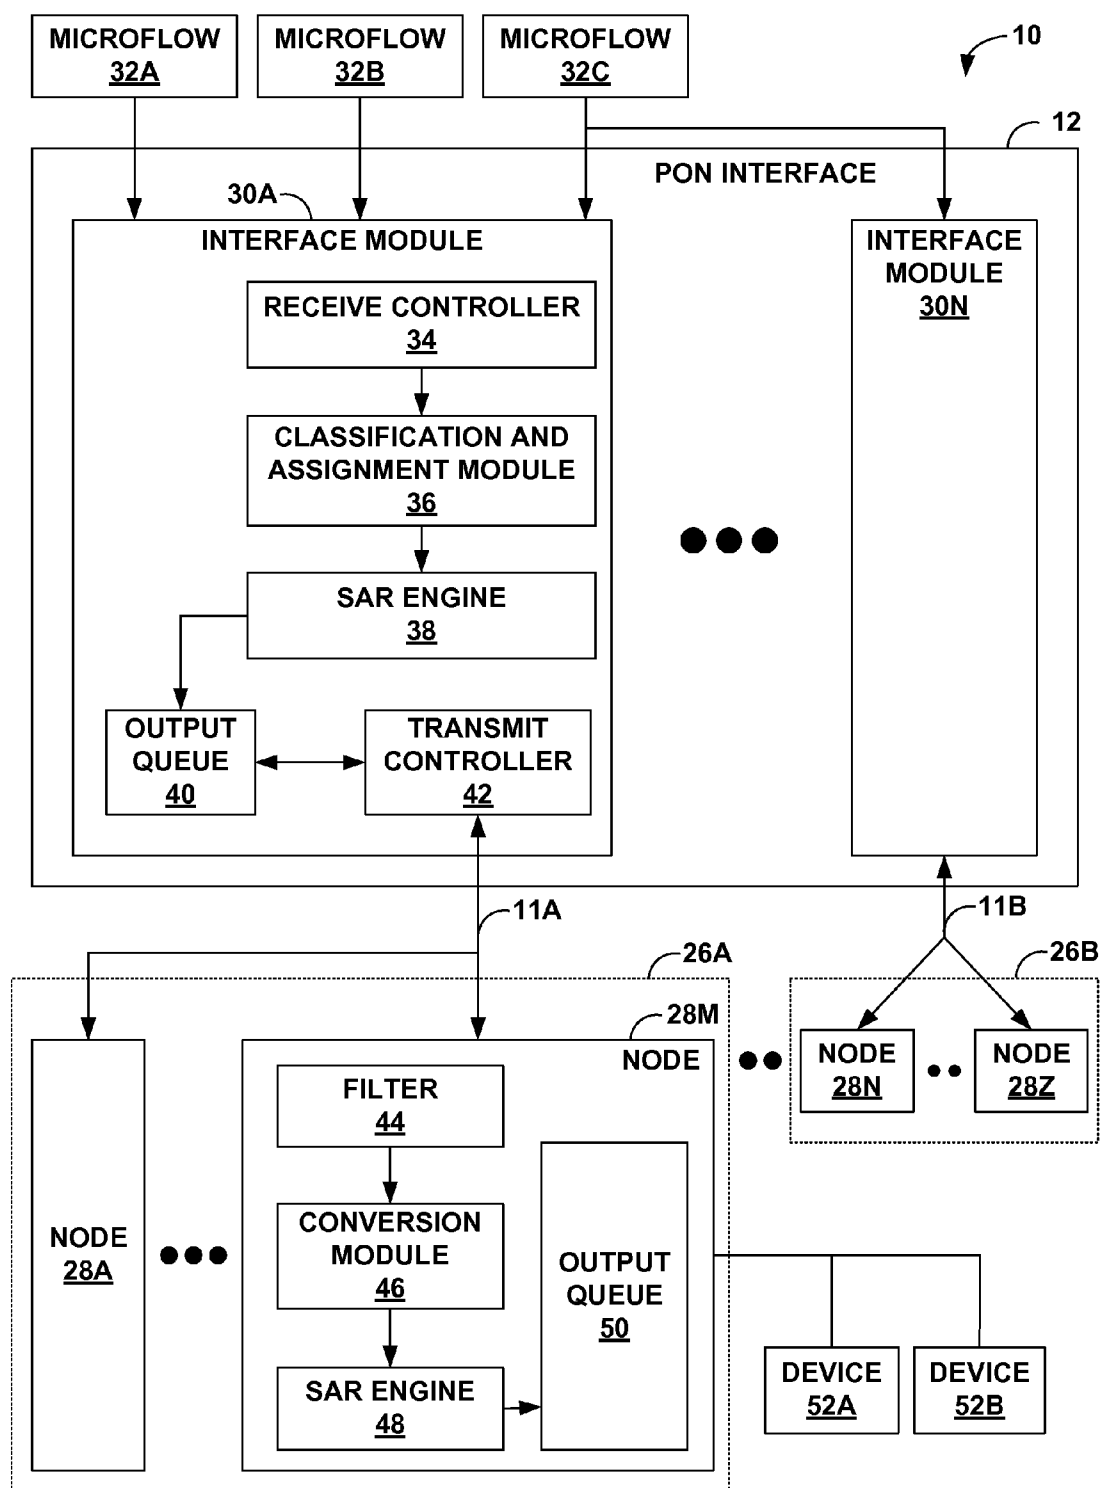 MICROFLOW
32A
MICROFLOW
32B
MICROFLOW
32C
10
12
PON INTERFACE
30A
INTERFACE MODULE
INTERFACE
MODULE
30N
RECEIVE CONTROLLER
34
CLASSIFICATION AND
ASSIGNMENT MODULE
36
SAR ENGINE
38
OUTPUT
QUEUE
40
TRANSMIT
CONTROLLER
42
11A
11B
26A
26B
28M
NODE
NODE
28N
NODE
28Z
FILTER
44
NODE
28A
CONVERSION
MODULE
46
OUTPUT
QUEUE
50
SAR ENGINE
48
DEVICE
52A
DEVICE
52B